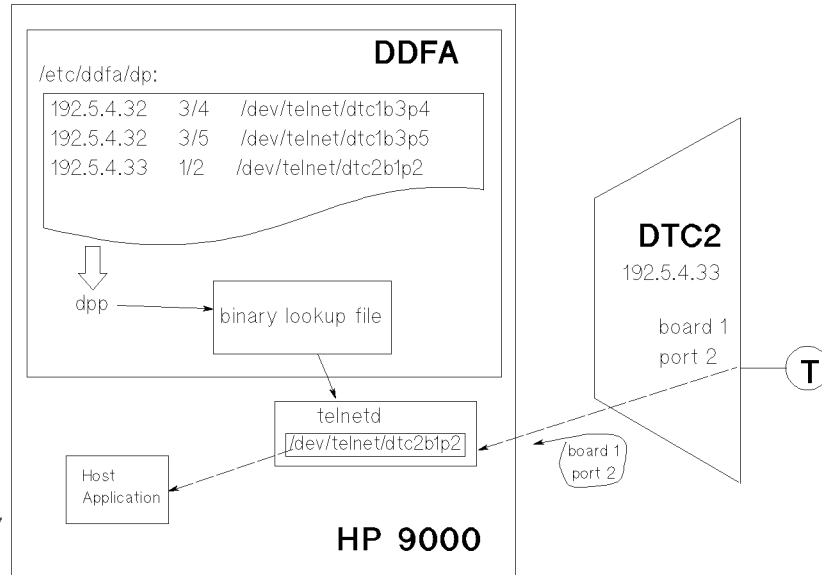 DDFA
/etc/ddfa/dp:
192.5.4.32 3/4 /dev/telnet/dtc1b3p4
192.5.4.32 3/5 /dev/telnet/dtc1b3p5
192.5.4.33 1/2 /dev/telnet/dtc2b1p2
dpp
binary lookup file
telnetd
/dev/telnet/dtc2b1p2
Host
Application
HP 9000
DTC2
192.5.4.33
board 1
port 2
T
board 1
port 2